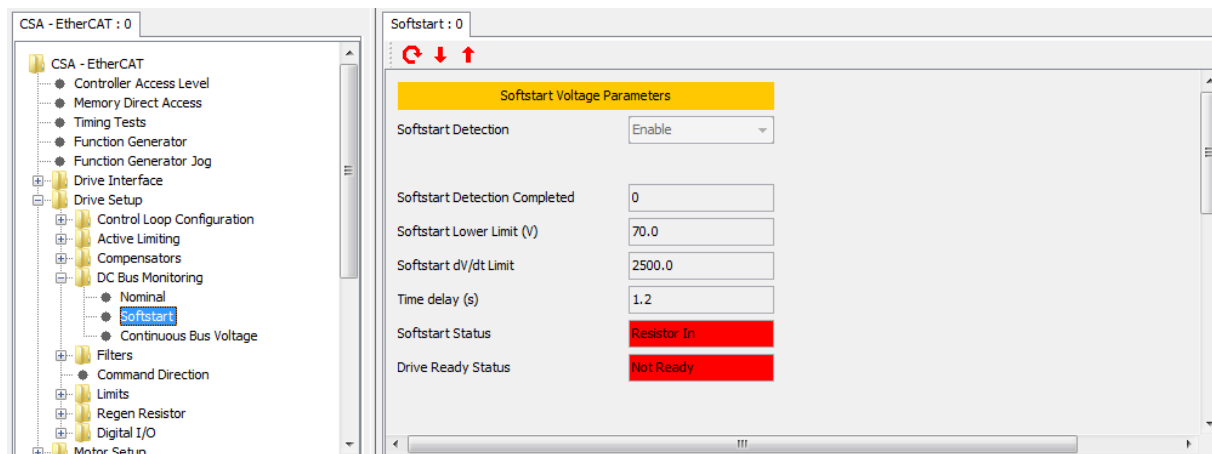 CSA - EtherCAT : 0
CSA - EtherCAT
Controller Access Level
Memory Direct Access
Timing Tests
Function Generator
Function Generator Jog
Drive Interface
Drive Setup
Control Loop Configuration
Active Limiting
Compensators
DC Bus Monitoring
Nominal
Softstart
Continuous Bus Voltage
Filters
Command Direction
Limits
Regen Resistor
Digital I/O
Motor Setup
Softstart : 0
Softstart Voltage Parameters
Softstart Detection Enable
Softstart Detection Completed 0
Softstart Lower Limit (V) 70.0
Softstart dV/dt Limit 2500.0
Time delay (s) 1.2
Softstart Status Resistor In
Drive Ready Status Not Ready